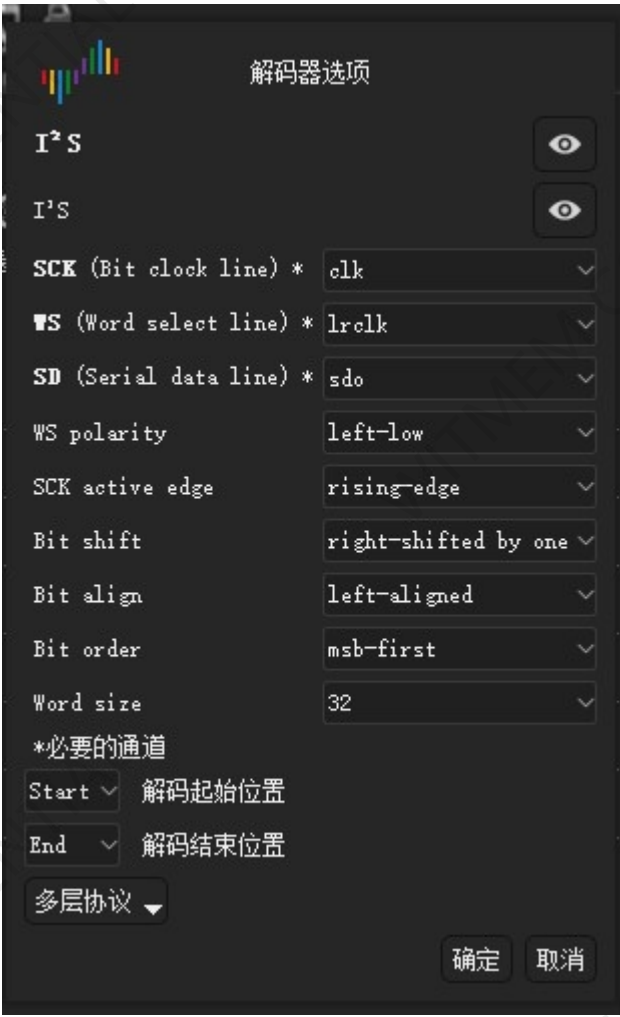 解码器选项
I²S
I²S
SCK (Bit clock line) * clk
WS (Word select line) * lrclk
SD (Serial data line) * sdo
WS polarity left-low
SCK active edge rising-edge
Bit shift right-shifted by one
Bit align left-aligned
Bit order msb-first
Word size 32
*必要的通道
Start 解码起始位置
End 解码结束位置
多层协议
确定 取消